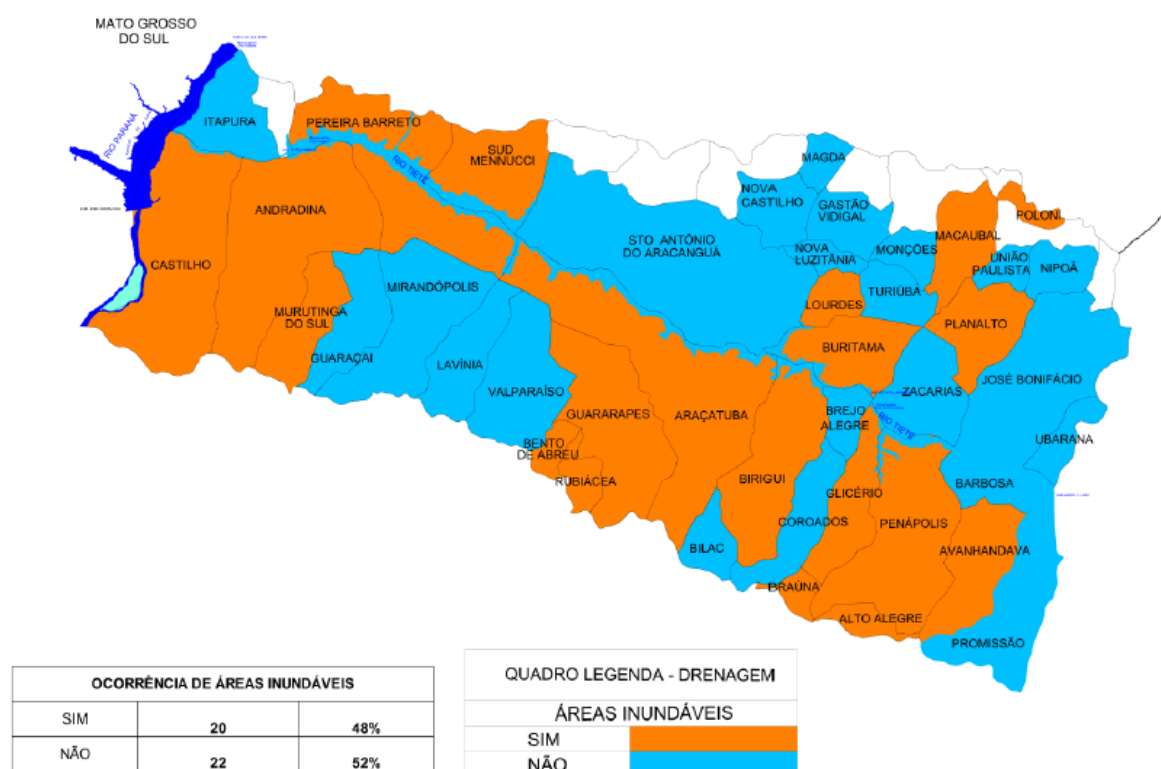 MATO GROSSO
DO SUL
RIO PARANÁ
ITAPURA
PEREIRA BARRETO
SUD
MENNUCCI
RIO TIETÊ
MAGDA
NOVA
CASTILHO
GASTÃO
VIDIGAL
ANDRADINA
POLONI
MACAUBAL
STO ANTÔNIO
DO ARACANGUÁ
NOVA
LUZITÂNIA
MONÇÕES
UNIÃO
PAULISTA
NIPOÃ
CASTILHO
MIRANDÓPOLIS
TURIÚBA
LOURDES
MURUTINGA
DO SUL
PLANALTO
BURITAMA
GUARAÇAI
LAVÍNIA
VALPARAÍSO
ZACARIAS
JOSÉ BONIFÁCIO
GUARARAPES
ARAÇATUBA
BREJO
ALEGRE
RIO TIETÊ
UBARANA
BENTO
DE ABREU
RUBIÁCEA
BIRIGUI
GLICÉRIO
BARBOSA
COROADOS
PENÁPOLIS
BILAC
AVANHANDAVA
BRAÚNA
ALTO ALEGRE
PROMISSÃO
OCORRÊNCIA DE ÁREAS INUNDÁVEIS
SIM 20 48%
NÃO 22 52%
QUADRO LEGENDA - DRENAGEM
ÁREAS INUNDÁVEIS
SIM
NÃO